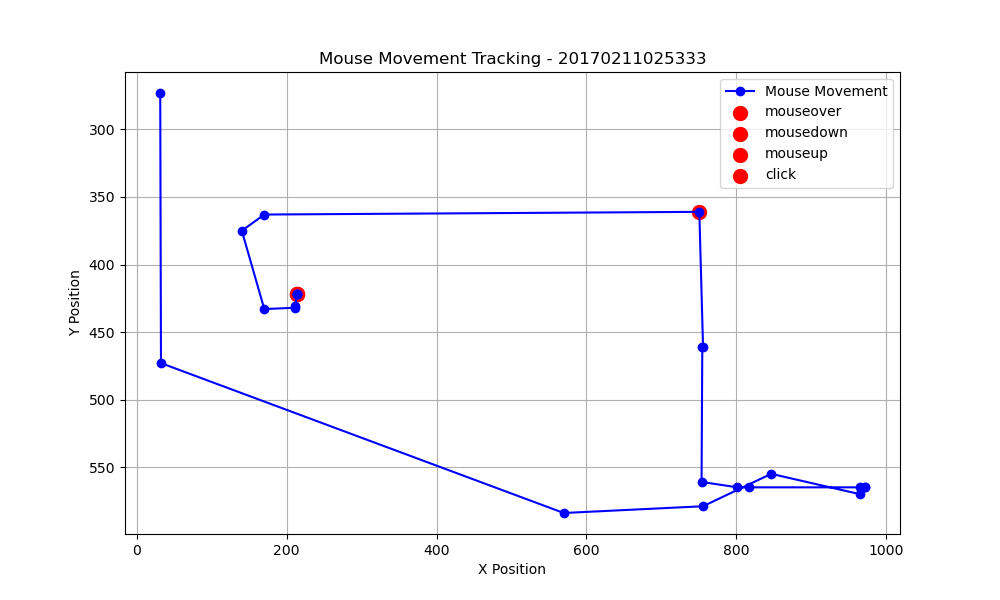 Mouse Movement Tracking - 20170211025333
Mouse Movement
mouseover
mousedown
mouseup
click
300
350
400
450
500
550
Y Position
0 200 400 600 800 1000
X Position